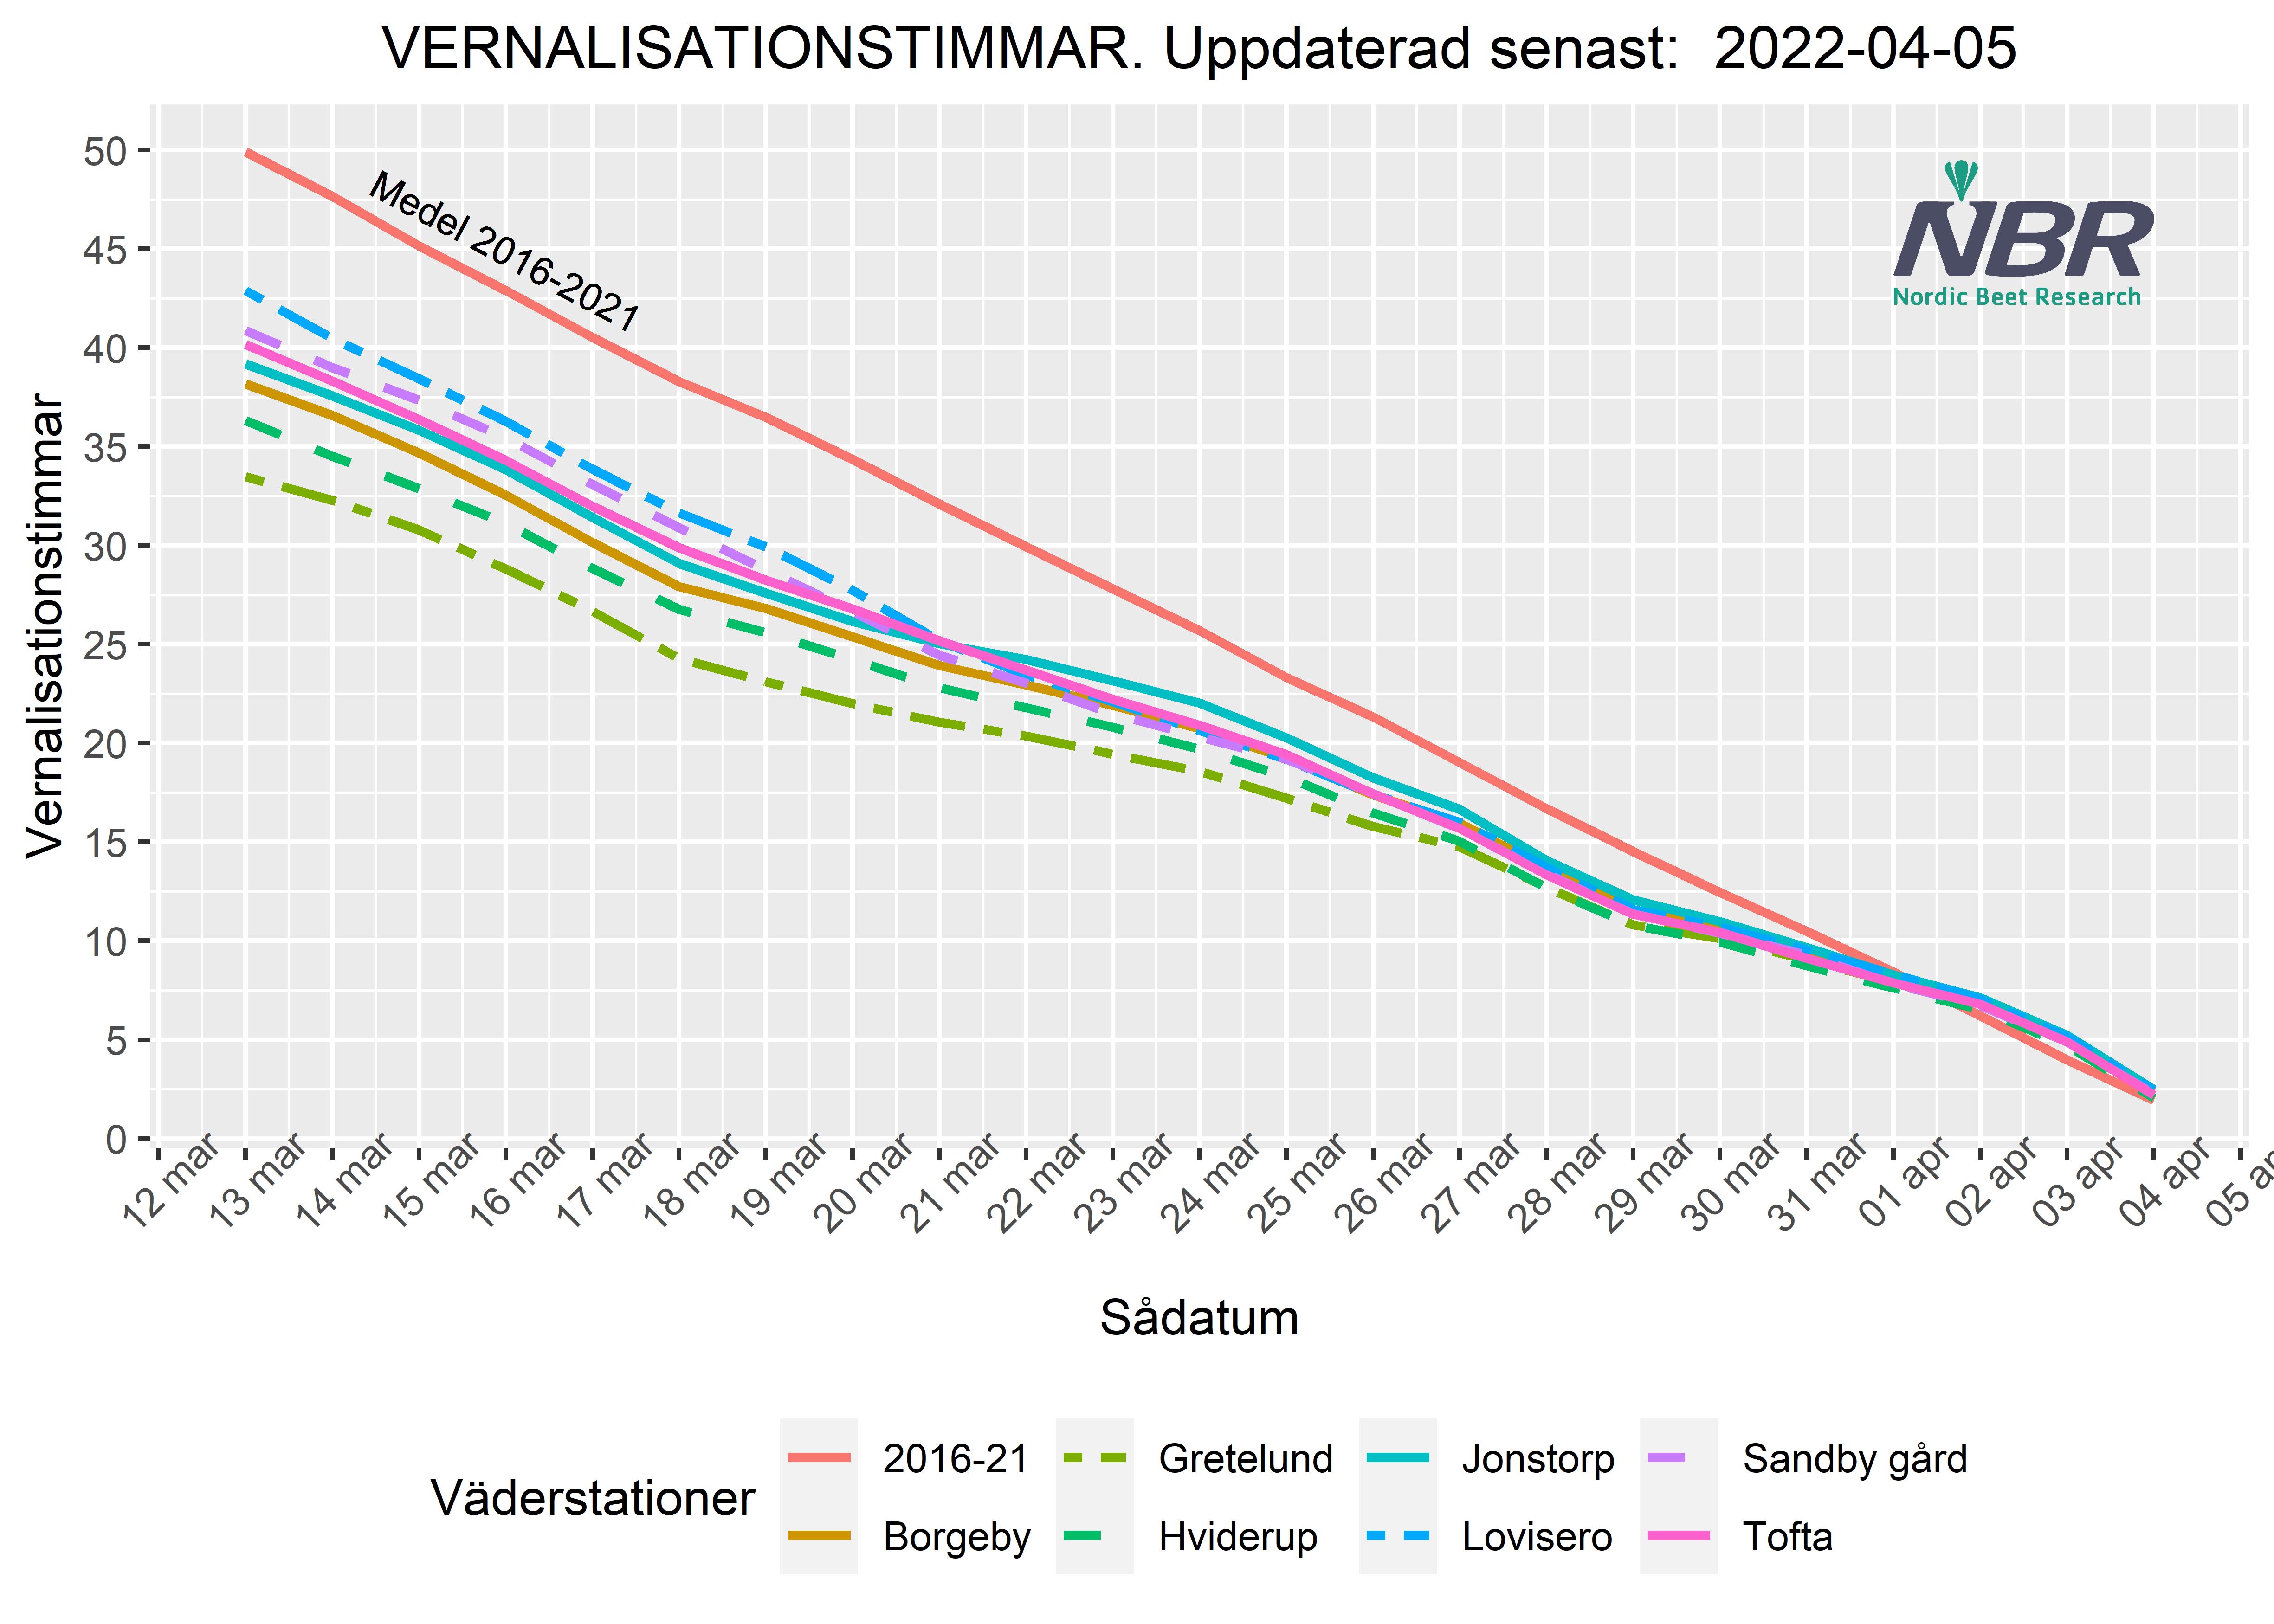 VERNALISATIONSTIMMAR. Uppdaterad senast: 2022-04-05
Vernalisationstimmar
50
45
40
35
30
25
20
15
10
5
0
Medel 2016-2021
NBR
Nordic Beet Research
12 mar
13 mar
14 mar
15 mar
16 mar
17 mar
18 mar
19 mar
20 mar
21 mar
22 mar
23 mar
24 mar
25 mar
26 mar
27 mar
28 mar
29 mar
30 mar
31 mar
01 apr
02 apr
03 apr
04 apr
05 ap
Sådatum
Väderstationer
2016-21
Gretelund
Jonstorp
Sandby gård
Borgeby
Hviderup
Lovisero
Tofta